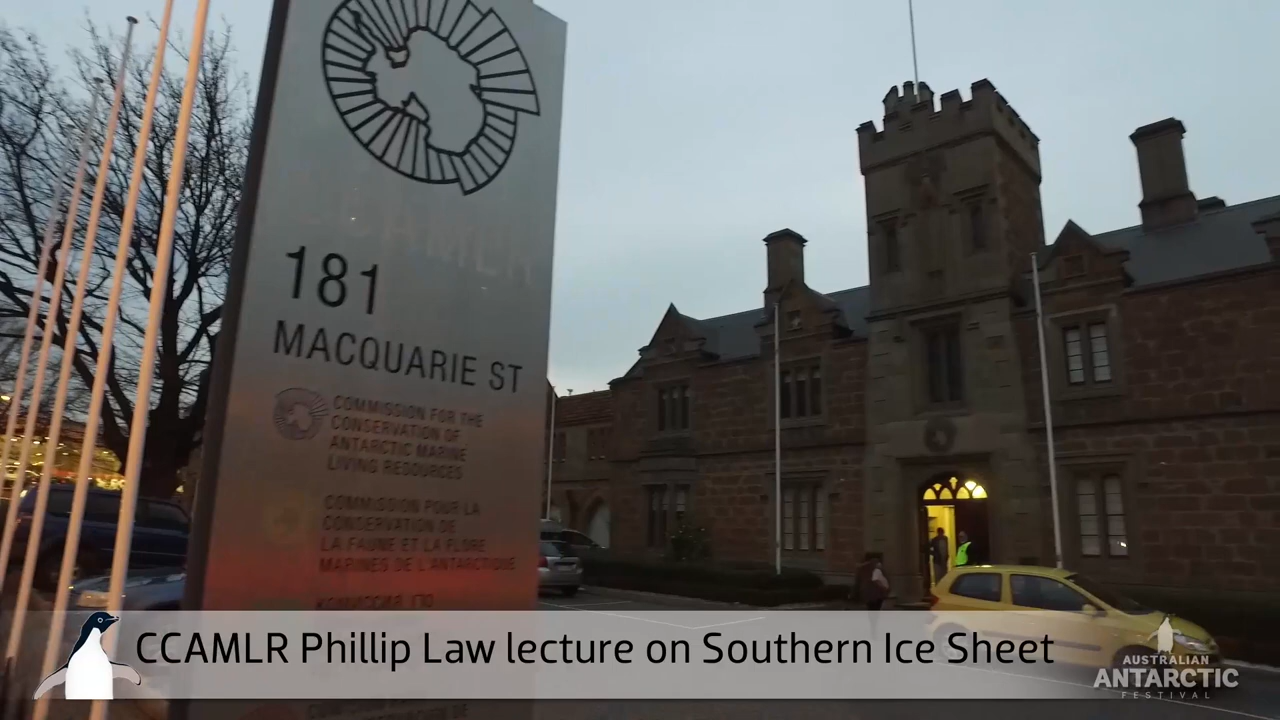 181
MACQUARIE ST
COMMISSION FOR THE
CONSERVATION OF
ANTARCTIC MARINE
LIVING RESOURCES
COMMISSION POUR LA
CONSERVATION DE
LA FAUNE ET LA FLORE
MARINES DE L'ANTARCTIQUE
CCAMLR Phillip Law lecture on Southern Ice Sheet
AUSTRALIAN
ANTARCTIC
FESTIVAL